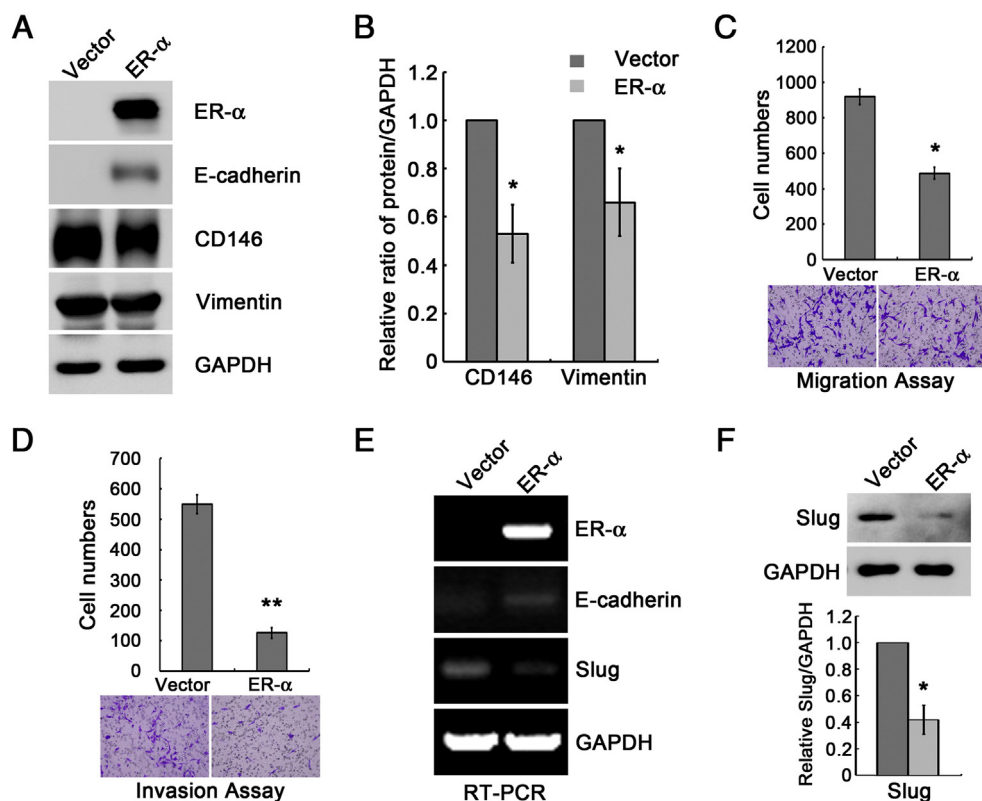 A
Vector
ER-α
ER-α
E-cadherin
CD146
Vimentin
GAPDH
B
Vector
ER-α
Relative ratio of protein/GAPDH
1.2
1.0
0.8
0.6
0.4
0.2
0
*
*
CD146
Vimentin
C
Cell numbers
1200
1000
800
600
400
200
0
*
Vector
ER-α
Migration Assay
D
Cell numbers
700
600
500
400
300
200
100
0
**
Vector
ER-α
Invasion Assay
E
Vector
ER-α
ER-α
E-cadherin
Slug
GAPDH
RT-PCR
F
Vector
ER-α
Slug
GAPDH
Relative Slug/GAPDH
1.2
1.0
0.8
0.6
0.4
0.2
0
*
Slug